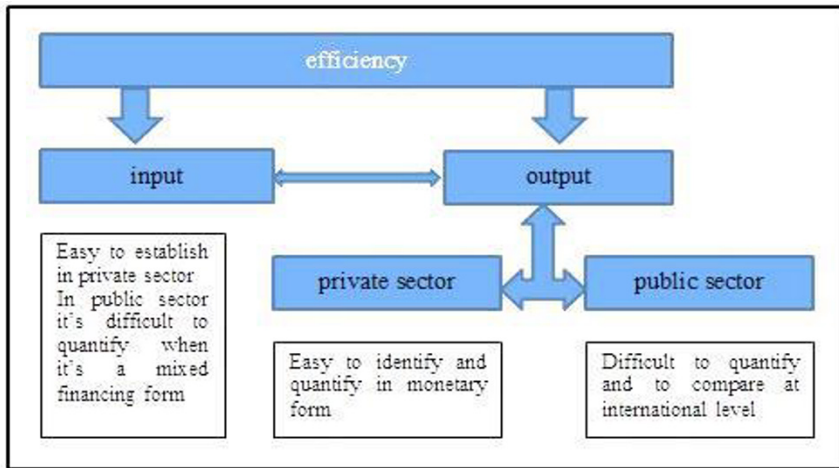 efficiency
input
output
Easy to establish
in private sector
In public sector
it's difficult to
quantify when
it's a mixed
financing form
private sector
public sector
Easy to identify and
quantify in monetary
form
Difficult to quantify
and to compare at
international level